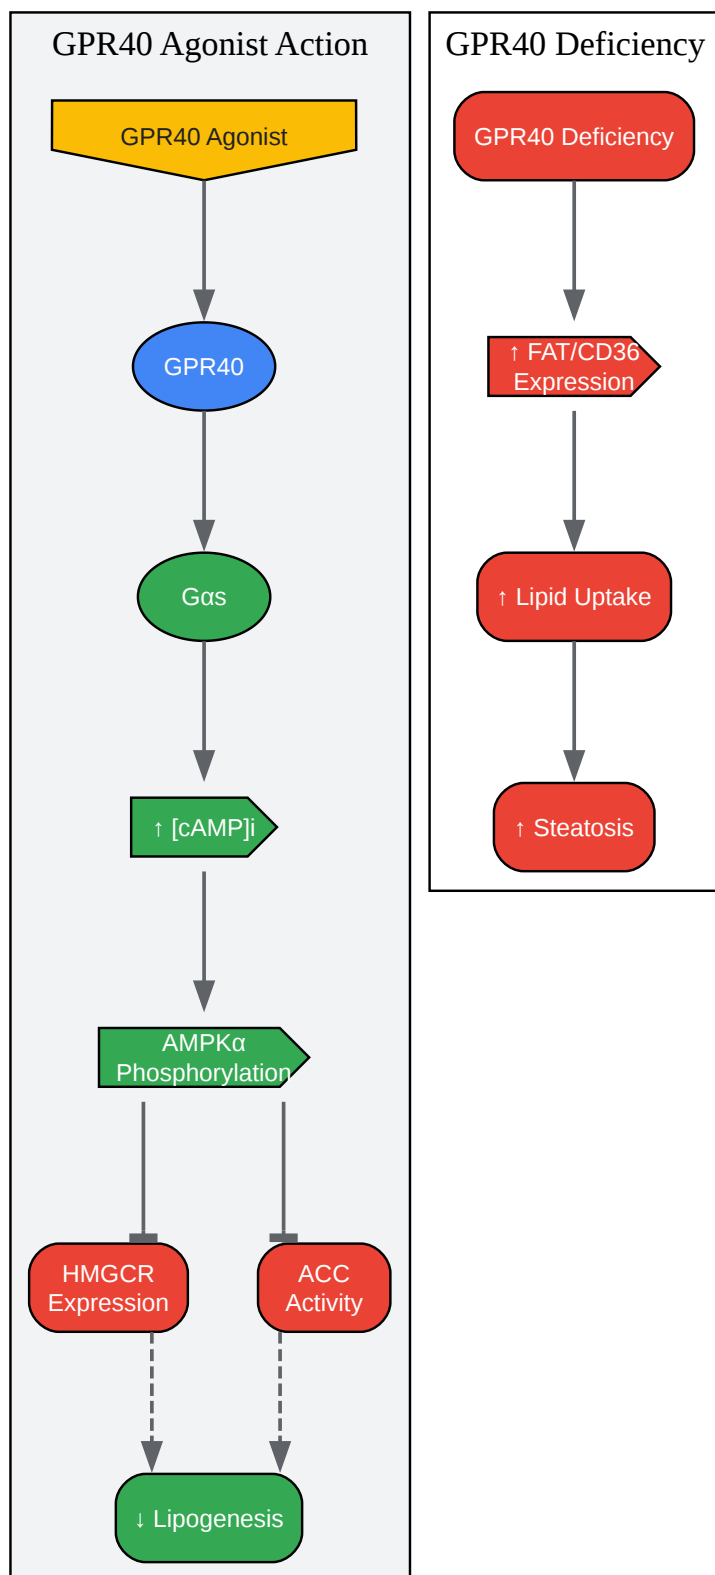 GPR40 Agonist Action
GPR40 Agonist
GPR40
Gαs
↑ [cAMP]i
AMPKα
Phosphorylation
HMGCR
Expression
ACC
Activity
↓ Lipogenesis
GPR40 Deficiency
GPR40 Deficiency
↑ FAT/CD36
Expression
↑ Lipid Uptake
↑ Steatosis